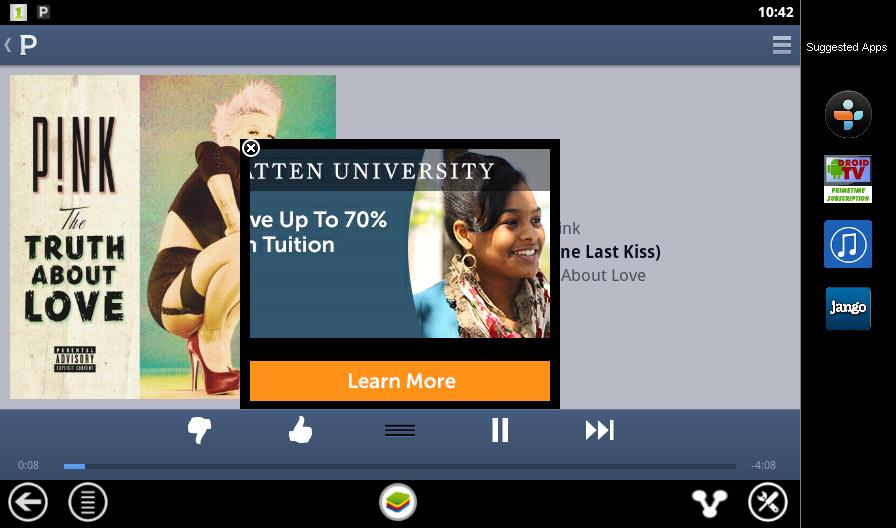 1
P
10:42
P
Suggested Apps
P!NK
The
TRUTH
ABOUT
LOVE
PARENTAL
ADVISORY
EXPLICIT CONTENT
ATTEN UNIVERSITY
ve Up To 70%
n Tuition
Learn More
ink
ne Last Kiss)
About Love
DROID
TV
PRIMETIME
SUBSCRIPTION
jango
0:08
-4:08